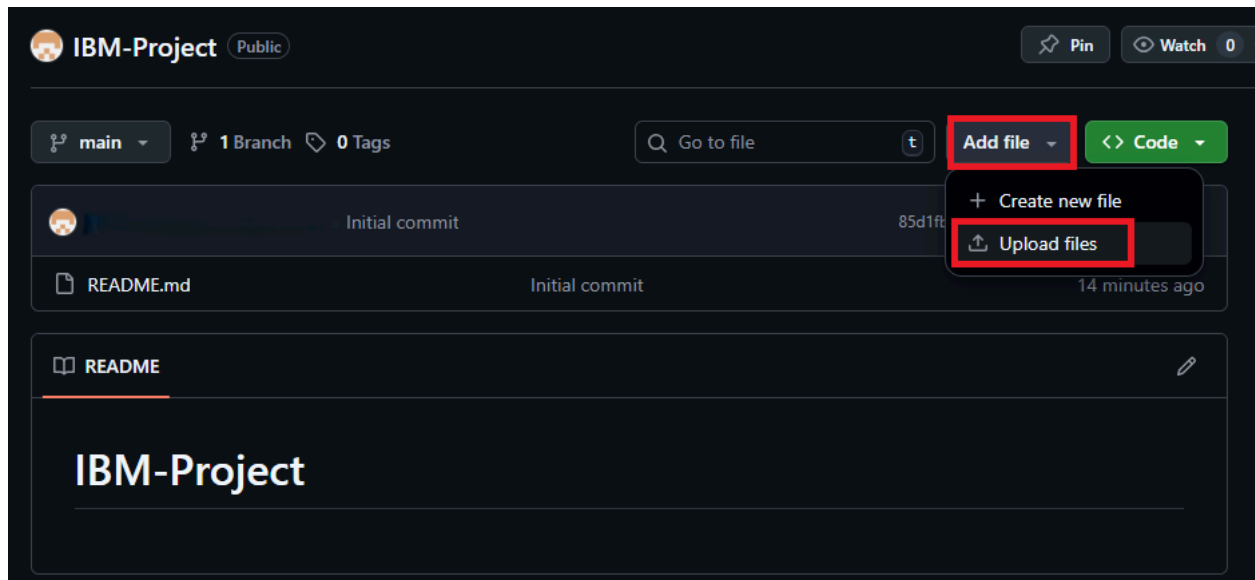 IBM-Project Public Pin Watch 0
main 1 Branch 0 Tags Go to file t Add file <> Code
Create new file
Initial commit 85d1fb
Upload files
README.md Initial commit 14 minutes ago
README
IBM-Project